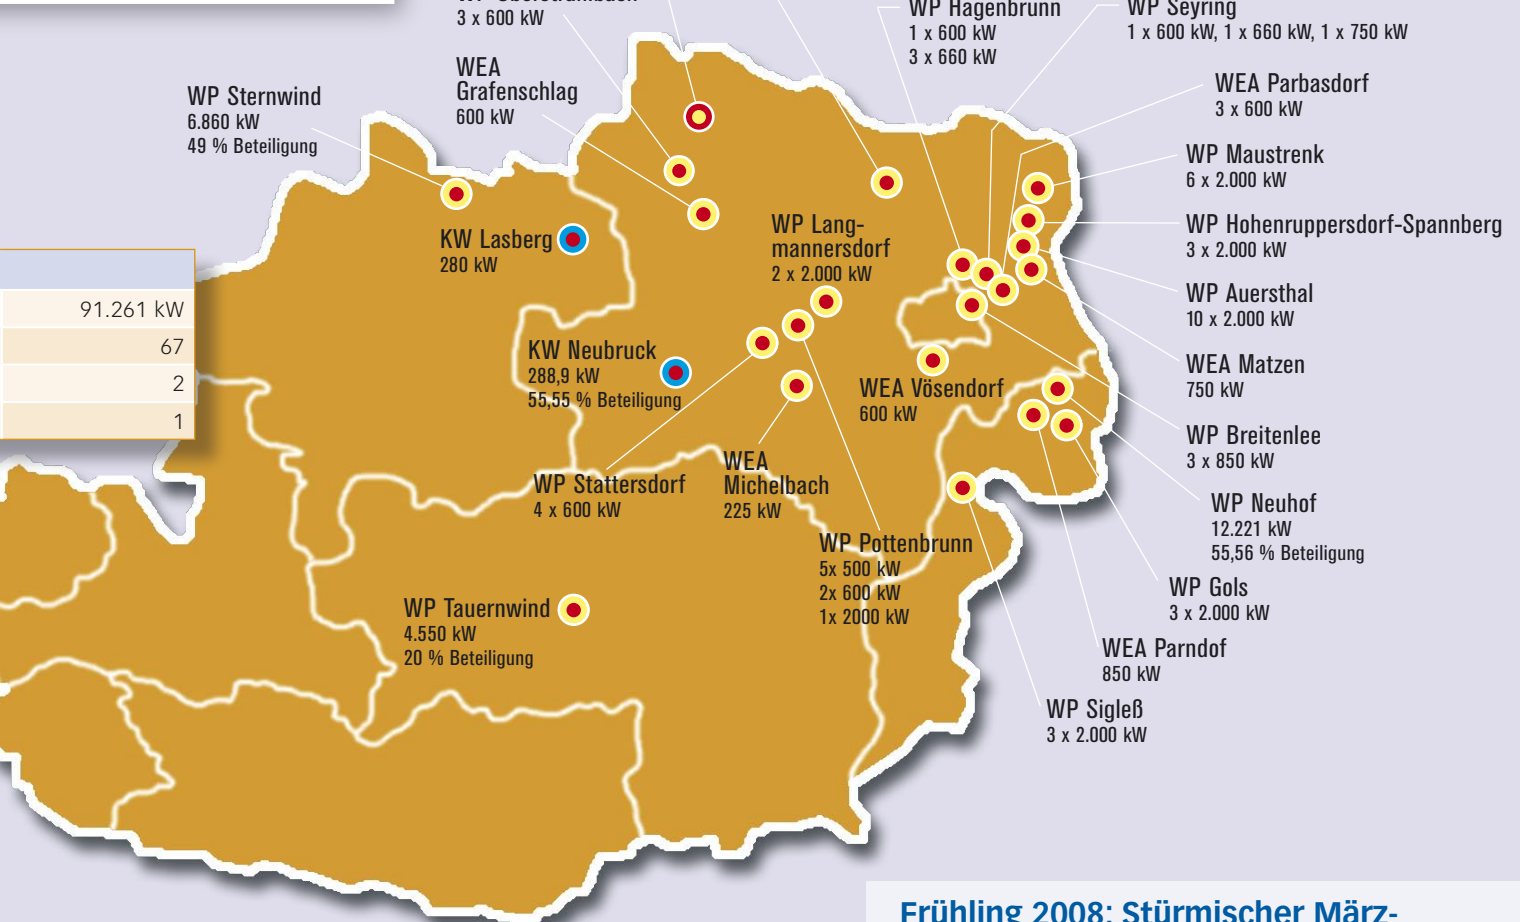 3 x 600 kW
WP Hagenbrunn
1 x 600 kW
3 x 660 kW
WP Seyring
1 x 600 kW, 1 x 660 kW, 1 x 750 kW
WEA
Grafenschlag
600 kW
WP Sternwind
6.860 kW
49 % Beteiligung
WEA Parbasdorf
3 x 600 kW
WP Maustrenk
6 x 2.000 kW
WP Hohenruppersdorf-Spannberg
3 x 2.000 kW
WP Auersthal
10 x 2.000 kW
WEA Matzen
750 kW
WP Breitenlee
3 x 850 kW
WP Neuhof
12.221 kW
55,56 % Beteiligung
WP Gols
3 x 2.000 kW
WEA Parndof
850 kW
WP Sigleß
3 x 2.000 kW
KW Lasberg
280 kW
WP Lang-
mannersdorf
2 x 2.000 kW
91.261 kW
67
2
1
KW Neubruck
288,9 kW
55,55 % Beteiligung
WEA Vösendorf
600 kW
WP Stattersdorf
4 x 600 kW
WEA
Michelbach
225 kW
WP Pottenbrunn
5x 500 kW
2x 600 kW
1x 2000 kW
WP Tauernwind
4.550 kW
20 % Beteiligung
Frühling 2008: Stürmischer März-